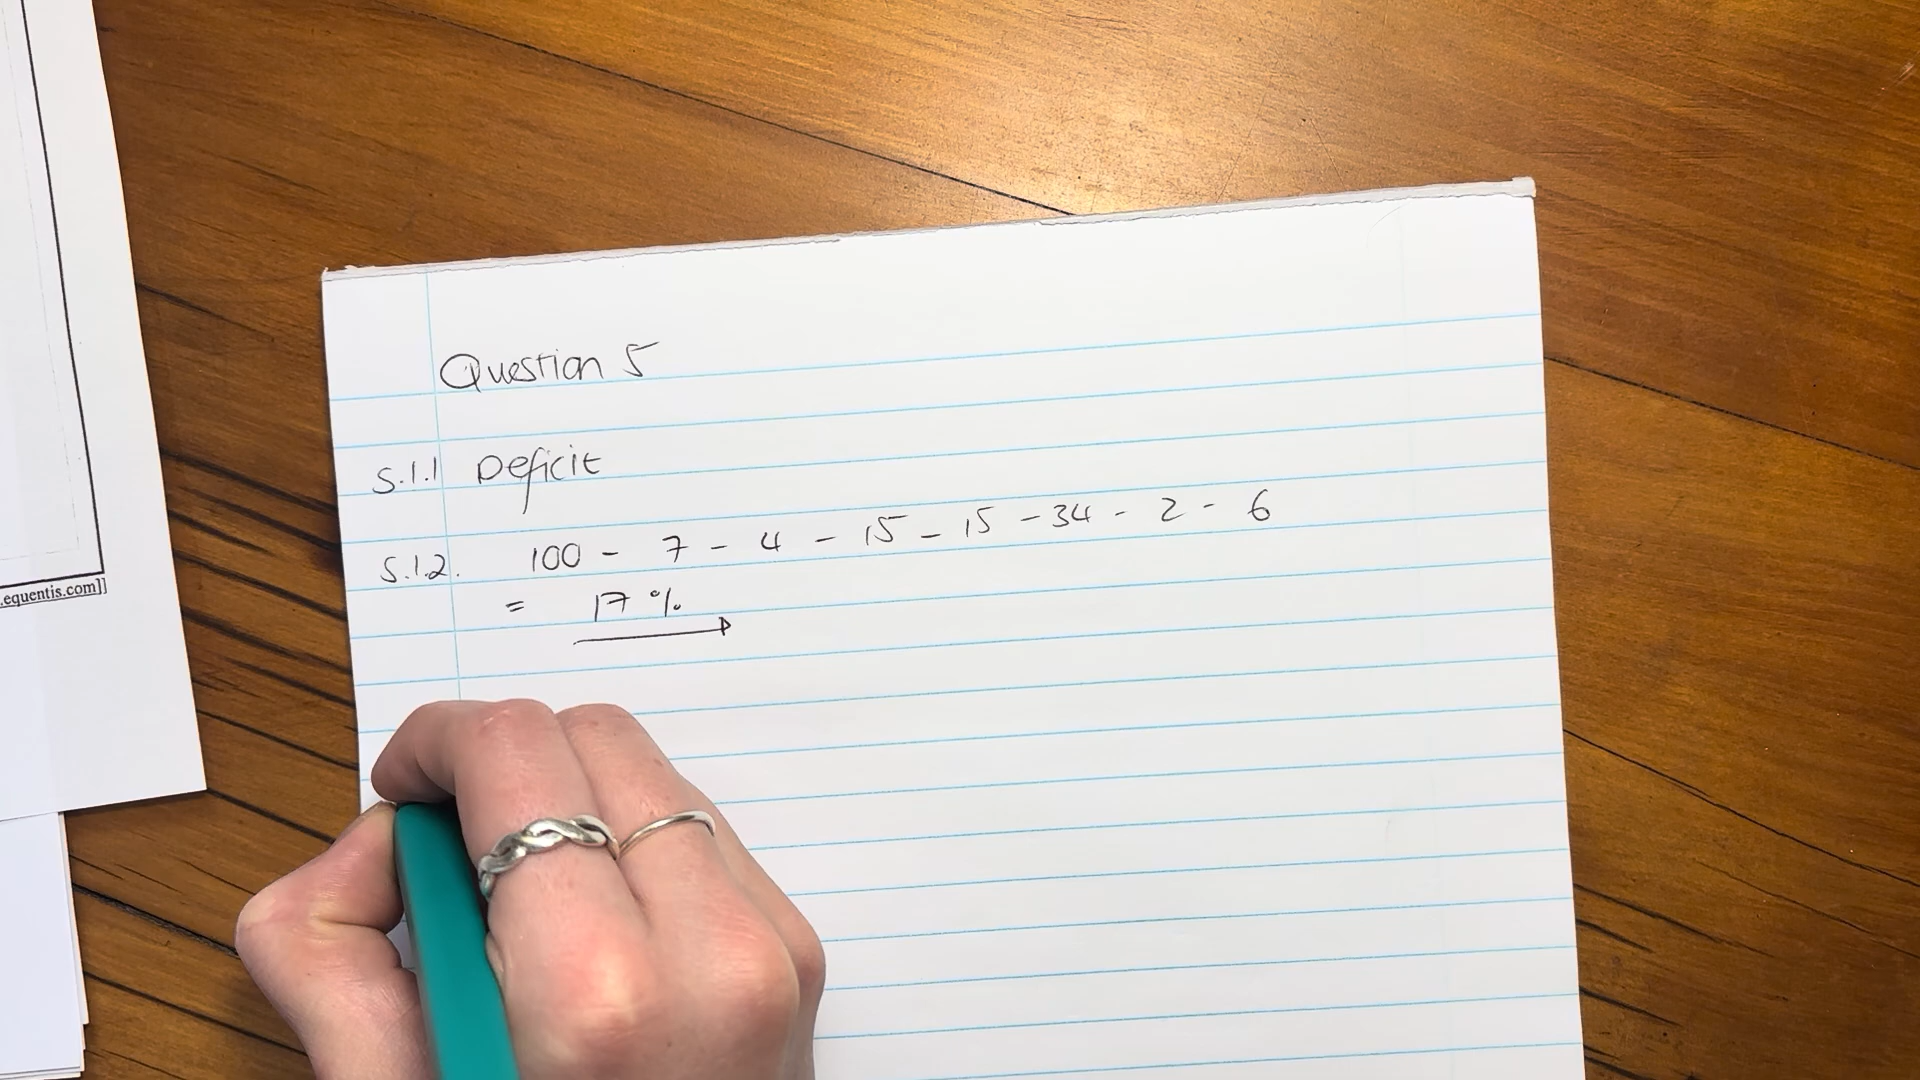 .equentis.com]]
Question 5
5.1.1 Deficit
5.1.2. 100 - 7 - 4 - 15 - 15 - 34 - 2 - 6
= 17%